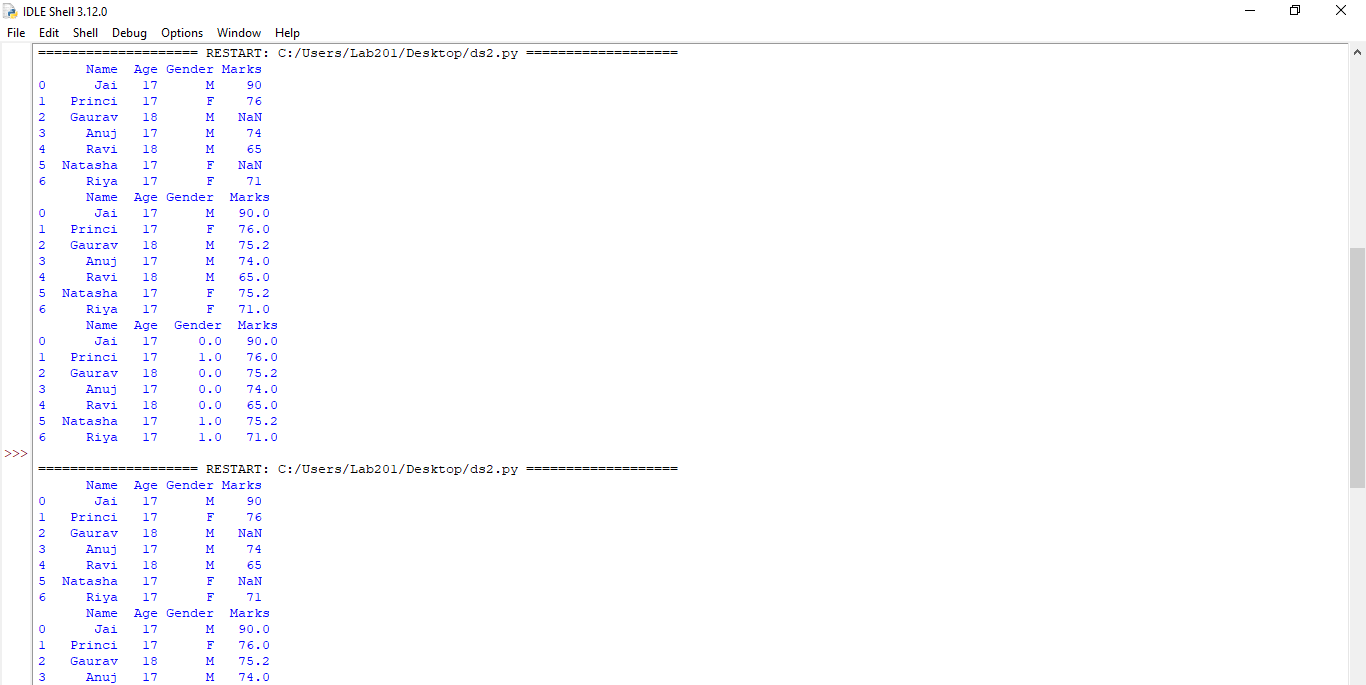 IDLE Shell 3.12.0
File Edit Shell Debug Options Window Help
==================== RESTART: C:/Users/Lab201/Desktop/ds2.py ===================
      Name  Age Gender Marks
0      Jai   17      M    90
1   Princi   17      F    76
2   Gaurav   18      M   NaN
3     Anuj   17      M    74
4     Ravi   18      M    65
5  Natasha   17      F   NaN
6     Riya   17      F    71
      Name  Age Gender  Marks
0      Jai   17      M   90.0
1   Princi   17      F   76.0
2   Gaurav   18      M   75.2
3     Anuj   17      M   74.0
4     Ravi   18      M   65.0
5  Natasha   17      F   75.2
6     Riya   17      F   71.0
      Name  Age  Gender  Marks
0      Jai   17     0.0   90.0
1   Princi   17     1.0   76.0
2   Gaurav   18     0.0   75.2
3     Anuj   17     0.0   74.0
4     Ravi   18     0.0   65.0
5  Natasha   17     1.0   75.2
6     Riya   17     1.0   71.0
>>>
==================== RESTART: C:/Users/Lab201/Desktop/ds2.py ===================
      Name  Age Gender Marks
0      Jai   17      M    90
1   Princi   17      F    76
2   Gaurav   18      M   NaN
3     Anuj   17      M    74
4     Ravi   18      M    65
5  Natasha   17      F   NaN
6     Riya   17      F    71
      Name  Age Gender  Marks
0      Jai   17      M   90.0
1   Princi   17      F   76.0
2   Gaurav   18      M   75.2
3     Anuj   17      M   74.0